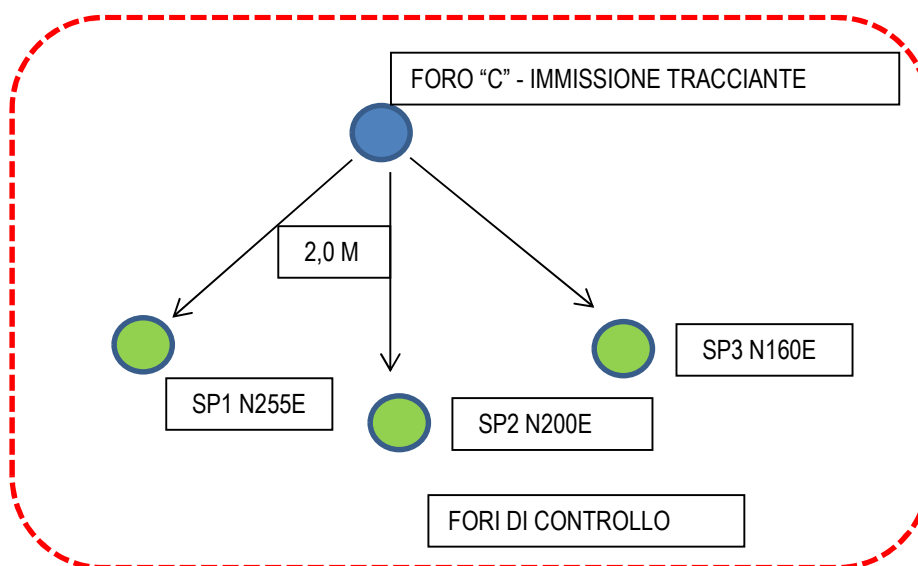 FORO “C” - IMMISSIONE TRACCIANTE
2,0 M
SP3 N160E
SP1 N255E
SP2 N200E
FORI DI CONTROLLO